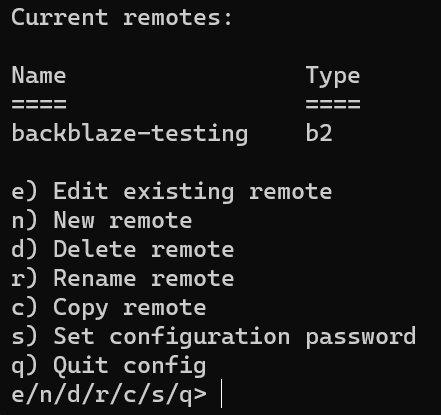 Current remotes:
Name Type
==== ====
backblaze-testing b2
e) Edit existing remote
n) New remote
d) Delete remote
r) Rename remote
c) Copy remote
s) Set configuration password
q) Quit config
e/n/d/r/c/s/q>